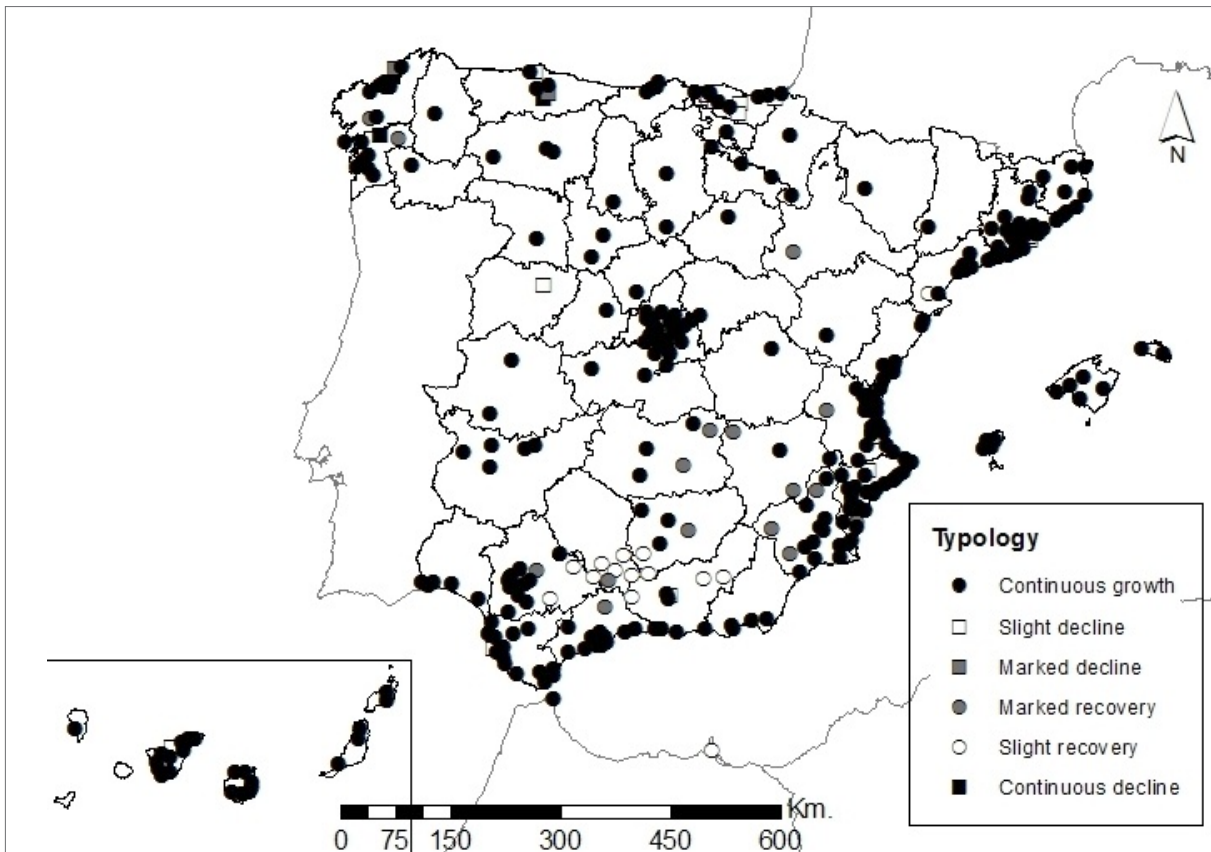 N
Typology
Continuous growth
Slight decline
Marked decline
Marked recovery
Slight recovery
Continuous decline
Km.
0 75 150 300 450 600